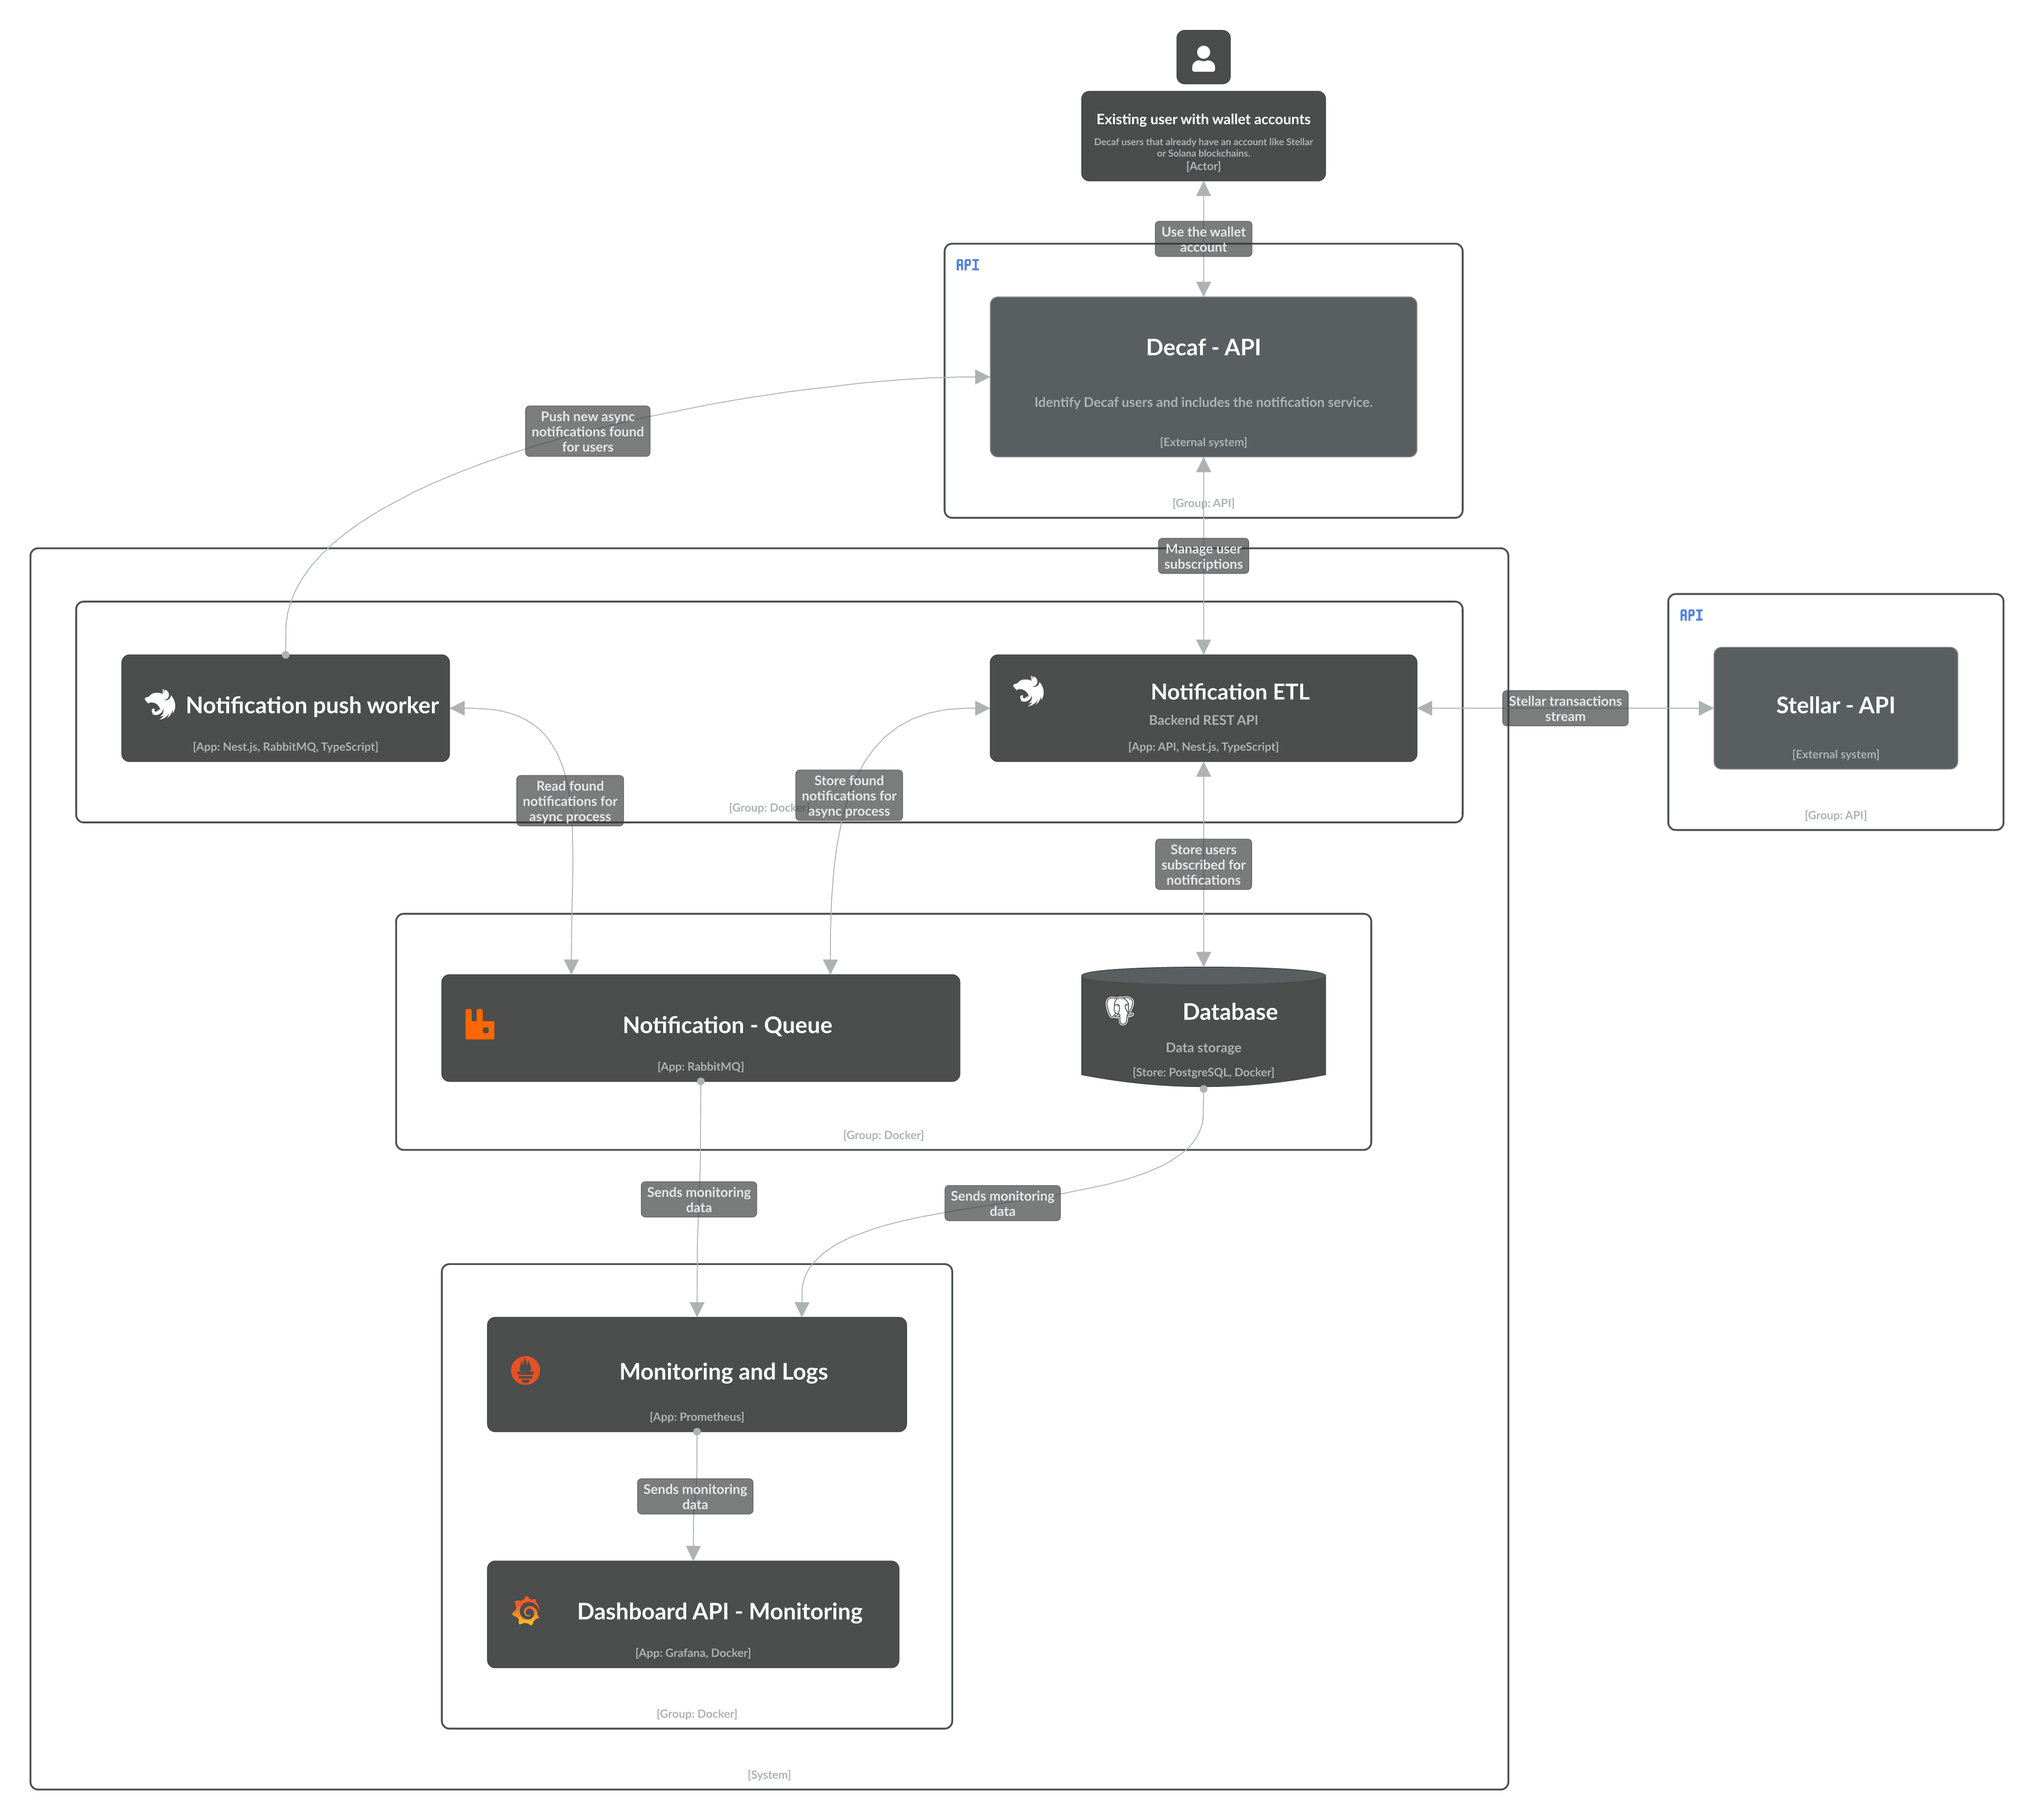 Existing user with wallet accounts
Decaf users that already have an account like Stellar
or Solana blockchains.
[Actor]
Use the wallet
account
API
Decaf - API
Identify Decaf users and includes the notification service.
[External system]
[Group: API]
Push new async
notifications found
for users
Manage user
subscriptions
Notification push worker
[App: Nest.js, RabbitMQ, TypeScript]
Notification ETL
Backend REST API
[App: API, Nest.js, TypeScript]
Stellar transactions
stream
API
Stellar - API
[External system]
[Group: API]
Read found
notifications for
async process
Store found
notifications for
async process
[Group: Docker]
Store users
subscribed for
notifications
Notification - Queue
[App: RabbitMQ]
Database
Data storage
[Store: PostgreSQL, Docker]
[Group: Docker]
Sends monitoring
data
Sends monitoring
data
Monitoring and Logs
[App: Prometheus]
Sends monitoring
data
Dashboard API - Monitoring
[App: Grafana, Docker]
[Group: Docker]
[System]